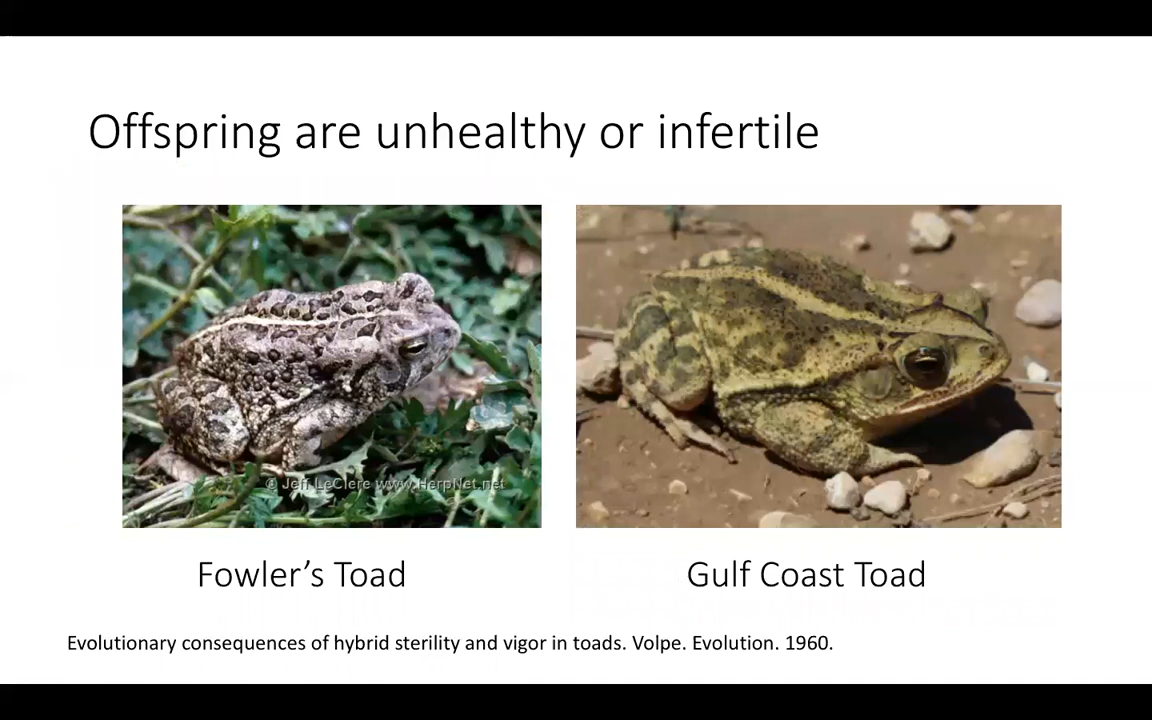 Offspring are unhealthy or infertile
© Jeff LeClere www.HerpNet.net
Fowler’s Toad
Gulf Coast Toad
Evolutionary consequences of hybrid sterility and vigor in toads. Volpe. Evolution. 1960.